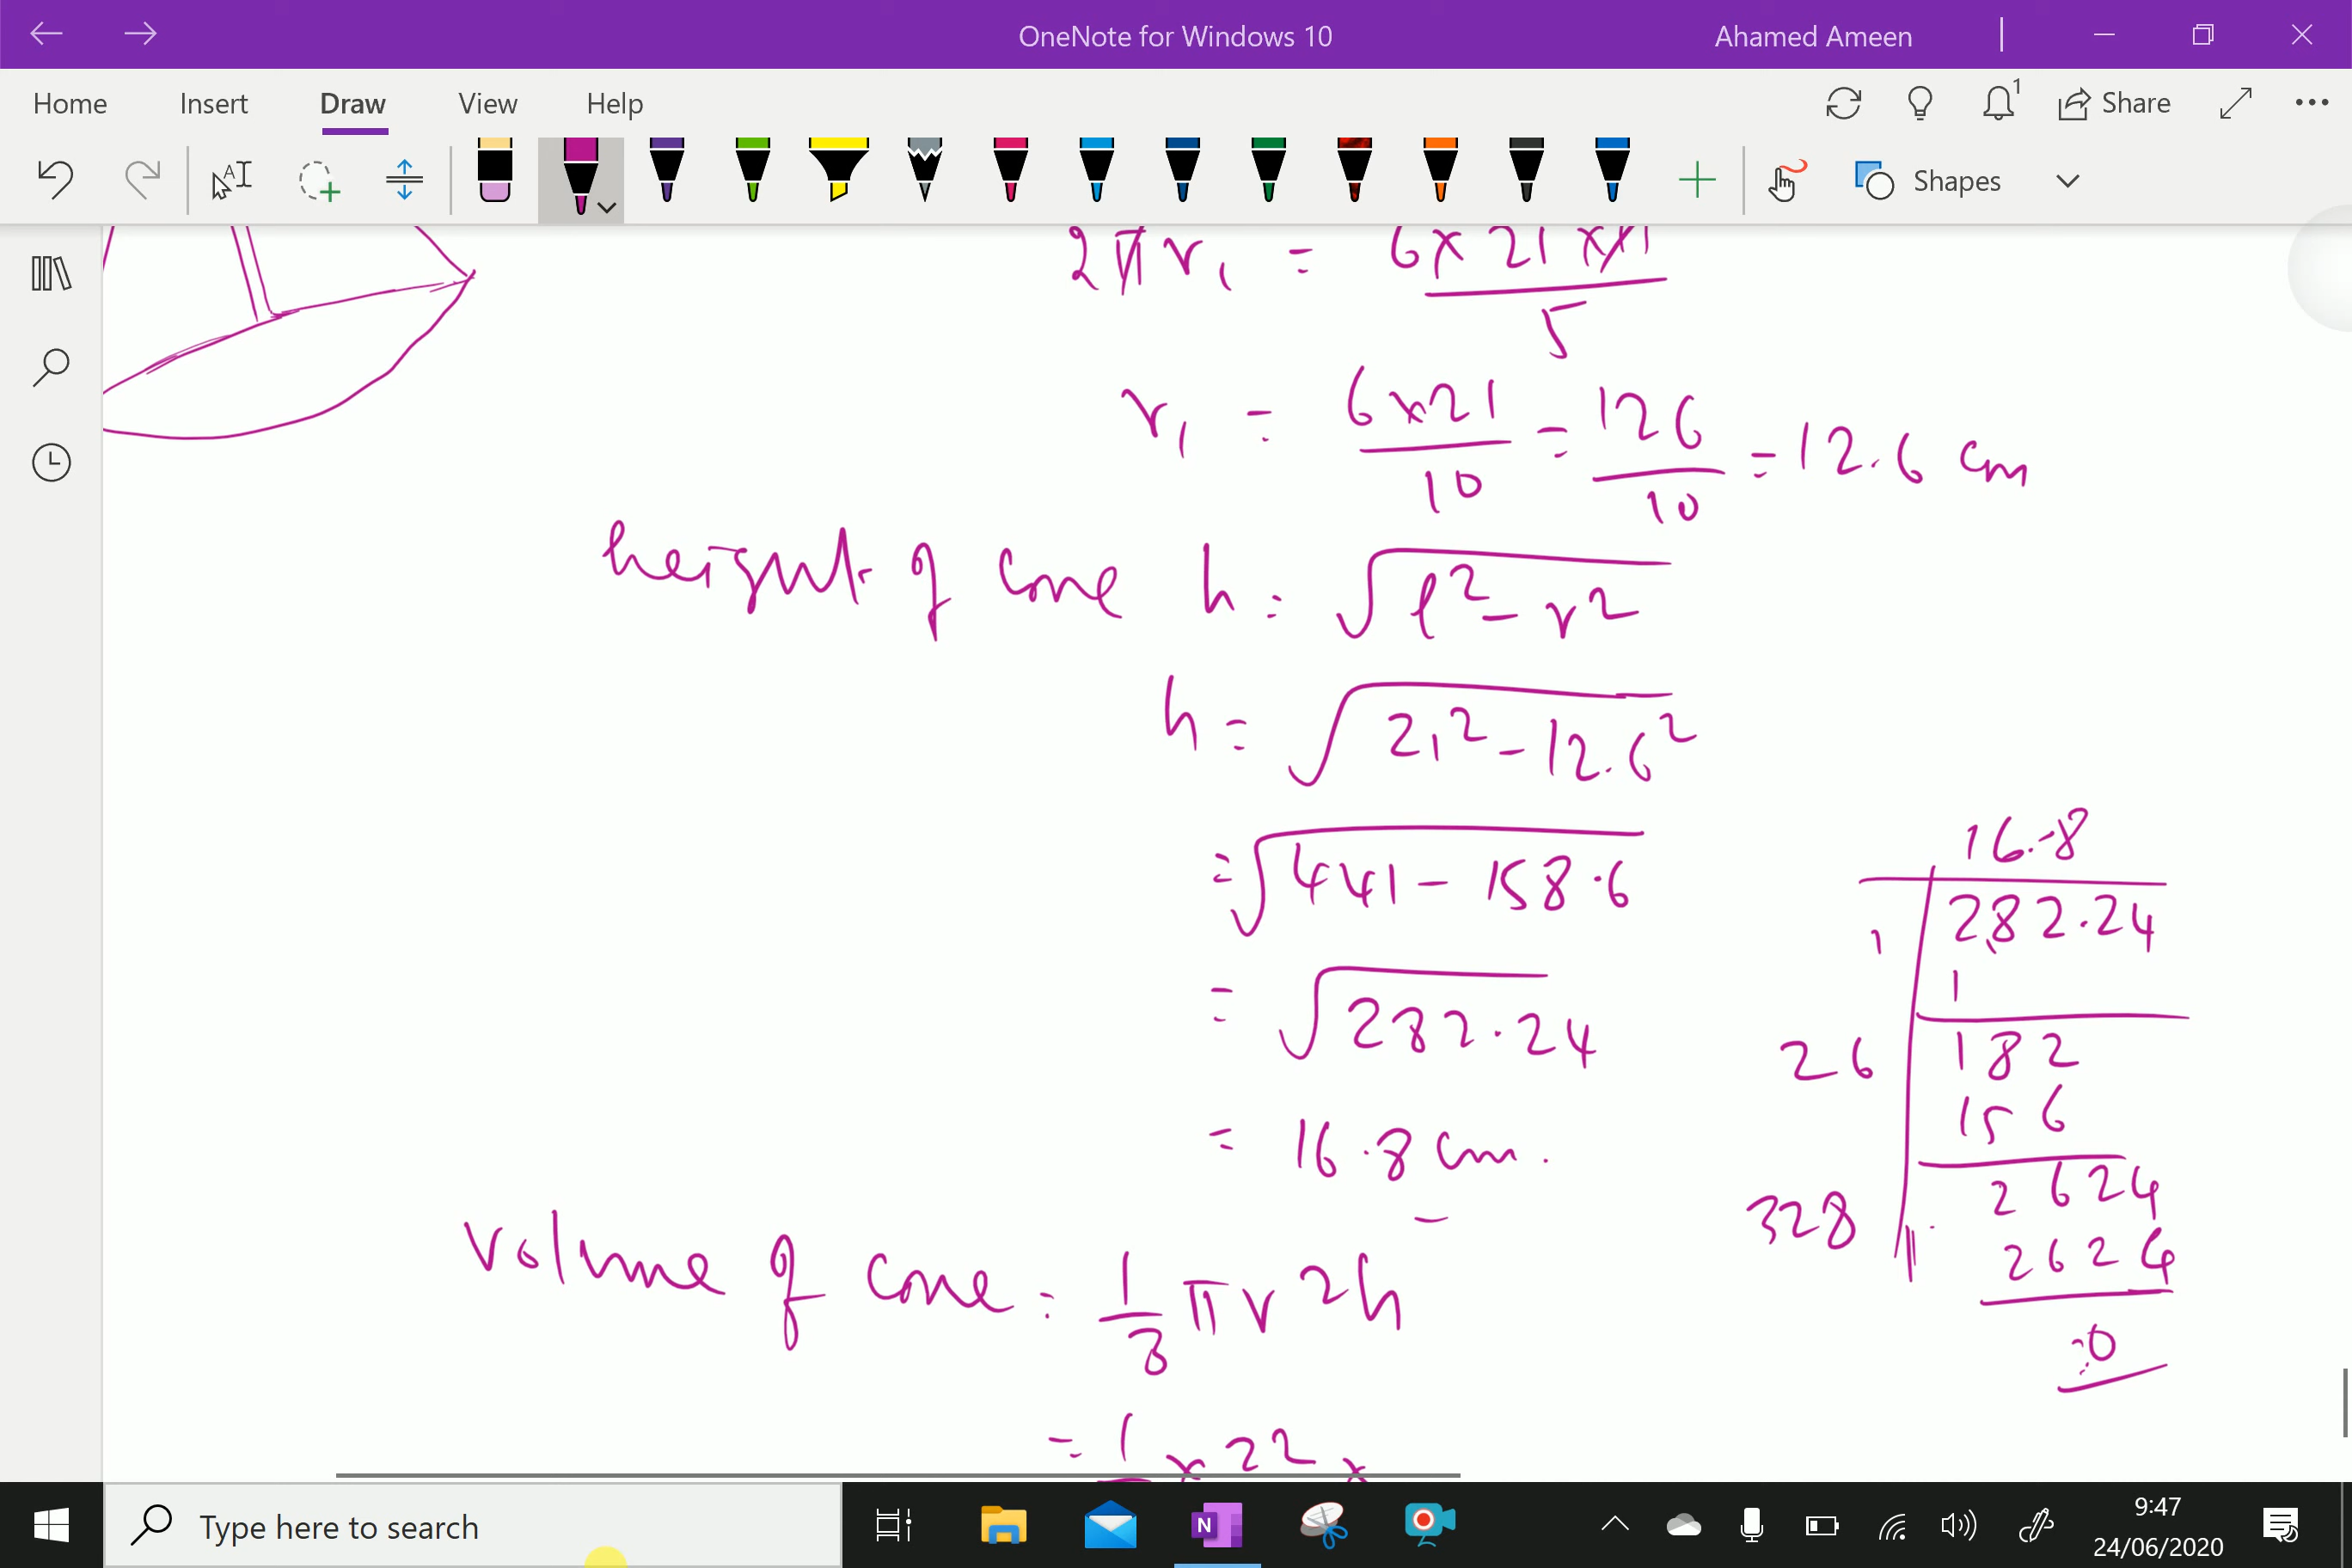 OneNote for Windows 10
Ahamed Ameen
Home Insert Draw View Help
1 Share
Shapes
2πr₁ = 6×21×π/5
r₁ = 6×21/10 = 126/10 = 12.6 cm
height of cone h = √(l²-r²)
h = √(21²-12.6²)
= √(441-158.6)
= √282.24
= 16.8 cm.
volume of cone = 1/3 πr²h
= 1 × 22 ×
16.8
1 282.24
1
26 182
156
328 2624
2624
0
Type here to search
N
9:47
24/06/2020